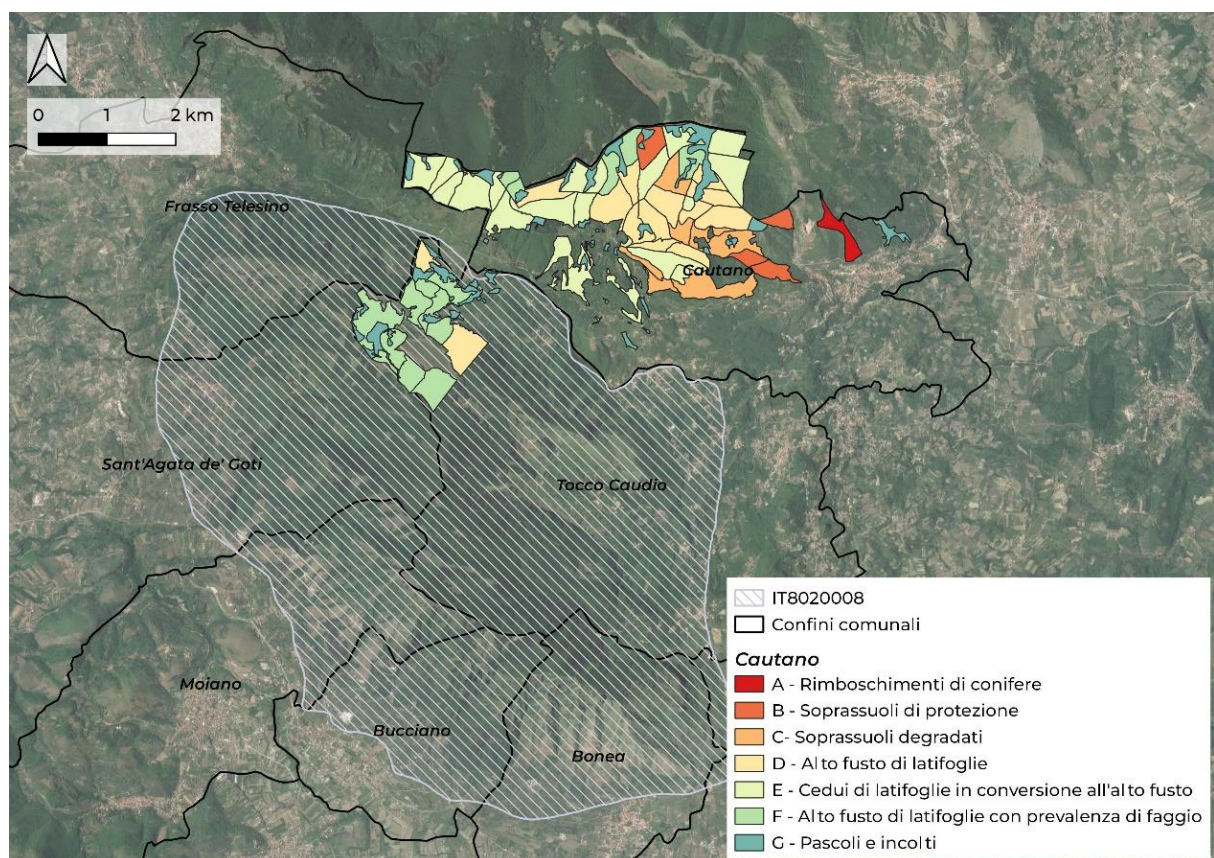 0 1 2 km
Frasso Telesino
Cautano
Sant'Agata de' Goti
Tocco Caudio
Moiano
Bucciano
Bonea
IT8020008
Confini comunali
Cautano
A - Rimboschimenti di conifere
B - Soprassuoli di protezione
C- Soprassuoli degradati
D - Alto fusto di latifoglie
E - Cedui di latifoglie in conversione all'alto fusto
F - Alto fusto di latifoglie con prevalenza di faggio
G - Pascoli e incolti